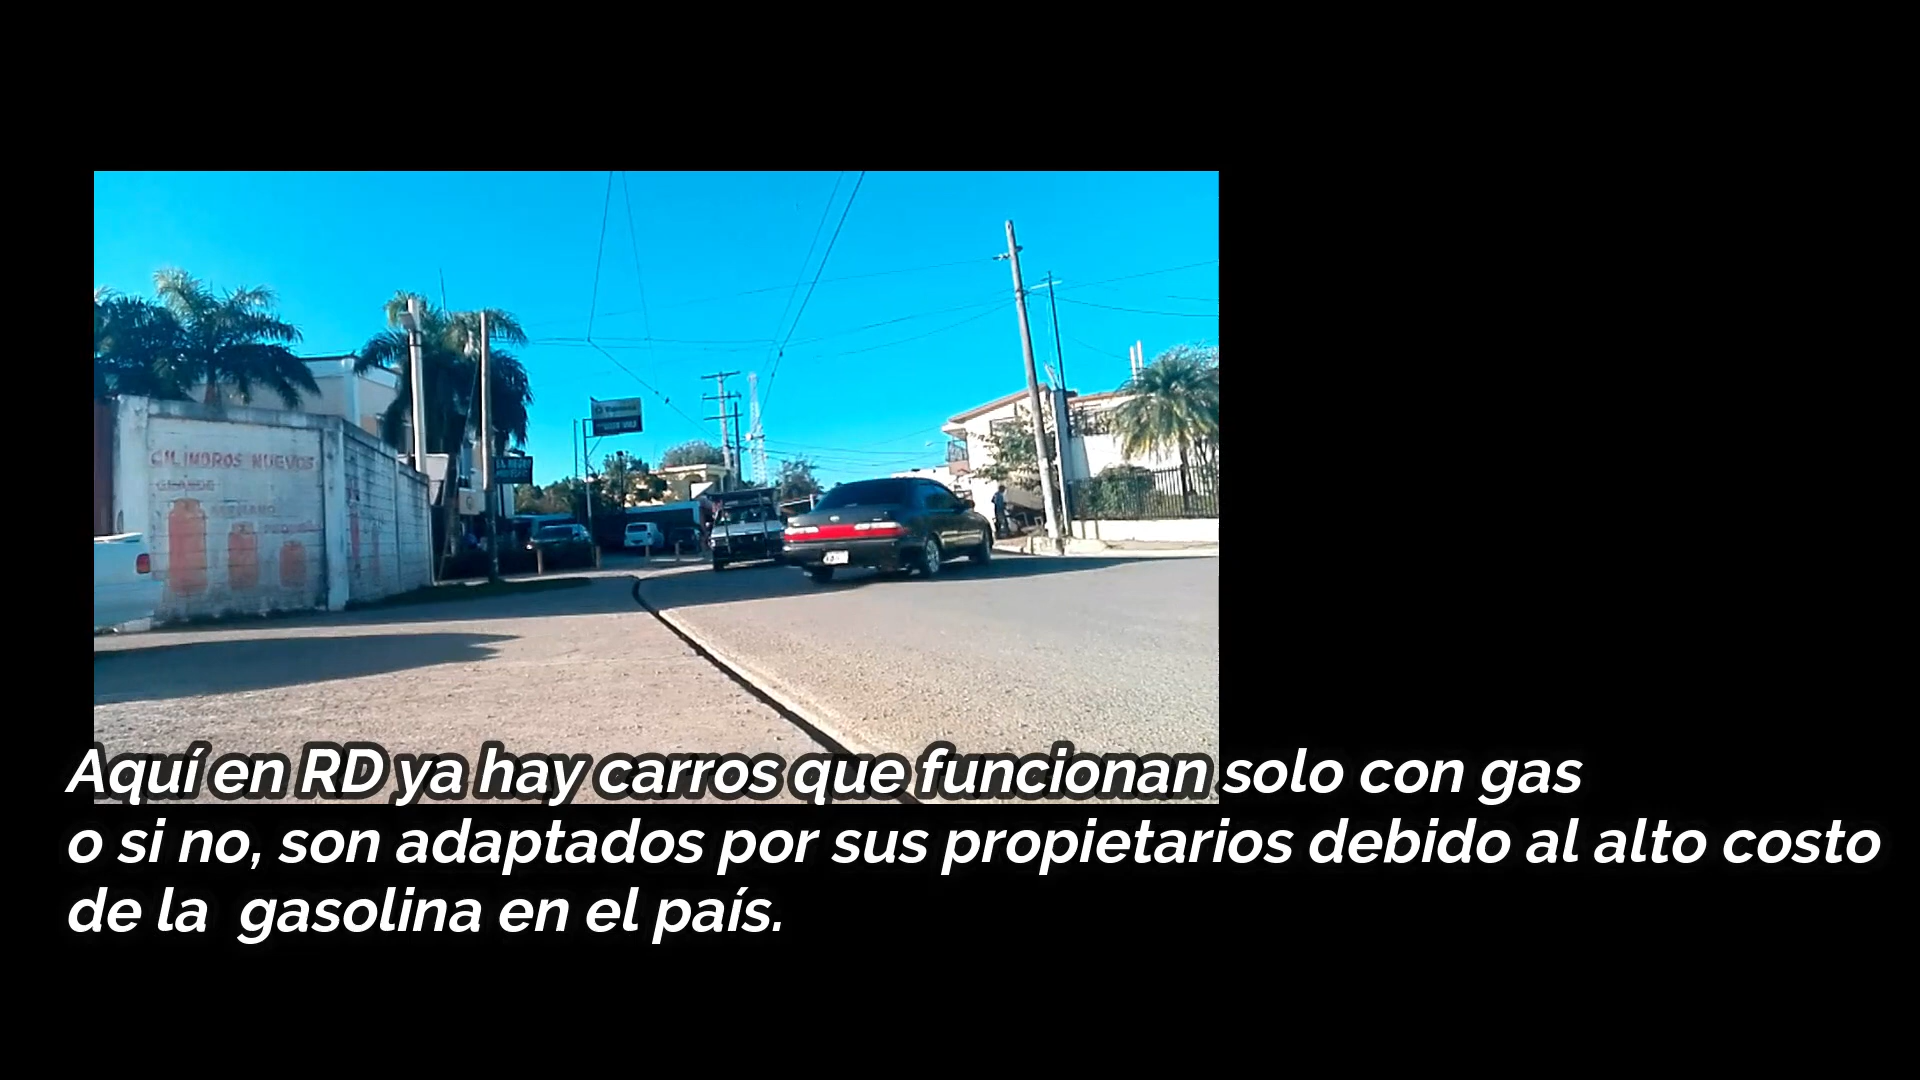 CILINDROS NUEVOS
GRANDE
Aquí en RD ya hay carros que funcionan solo con gas
o si no, son adaptados por sus propietarios debido al alto costo
de la  gasolina en el país.